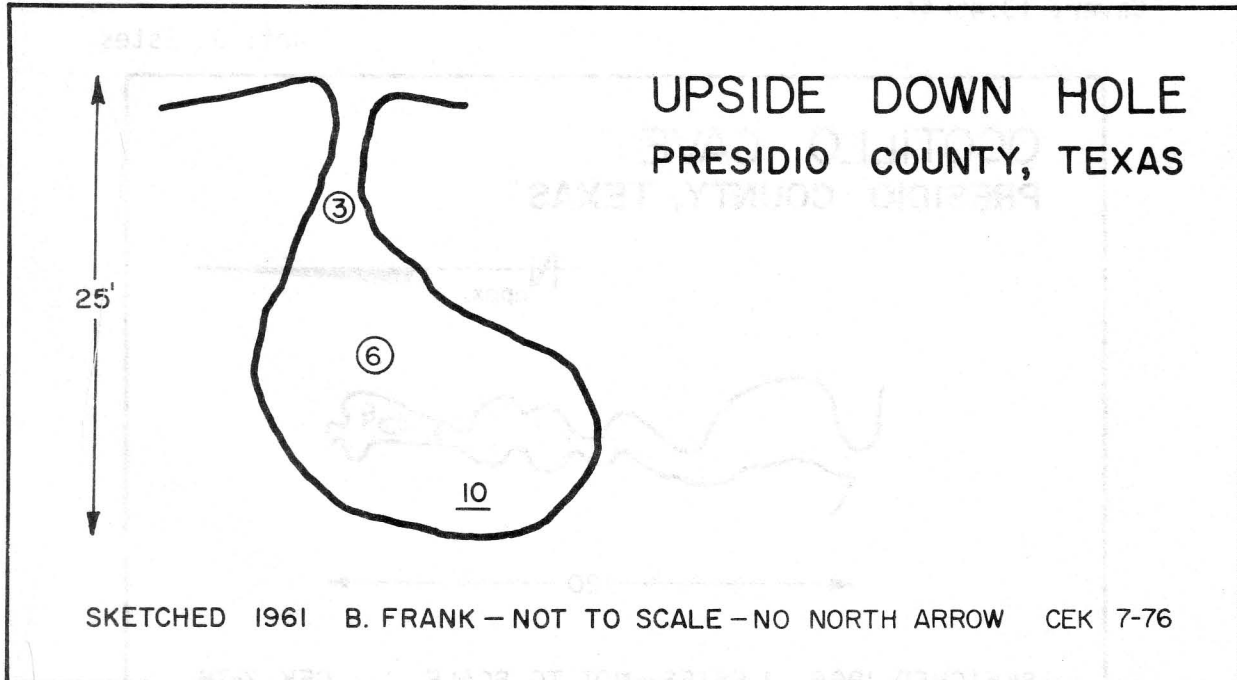 UPSIDE DOWN HOLE
PRESIDIO COUNTY, TEXAS
3
25'
6
10
SKETCHED 1961 B. FRANK – NOT TO SCALE – NO NORTH ARROW CEK 7-76